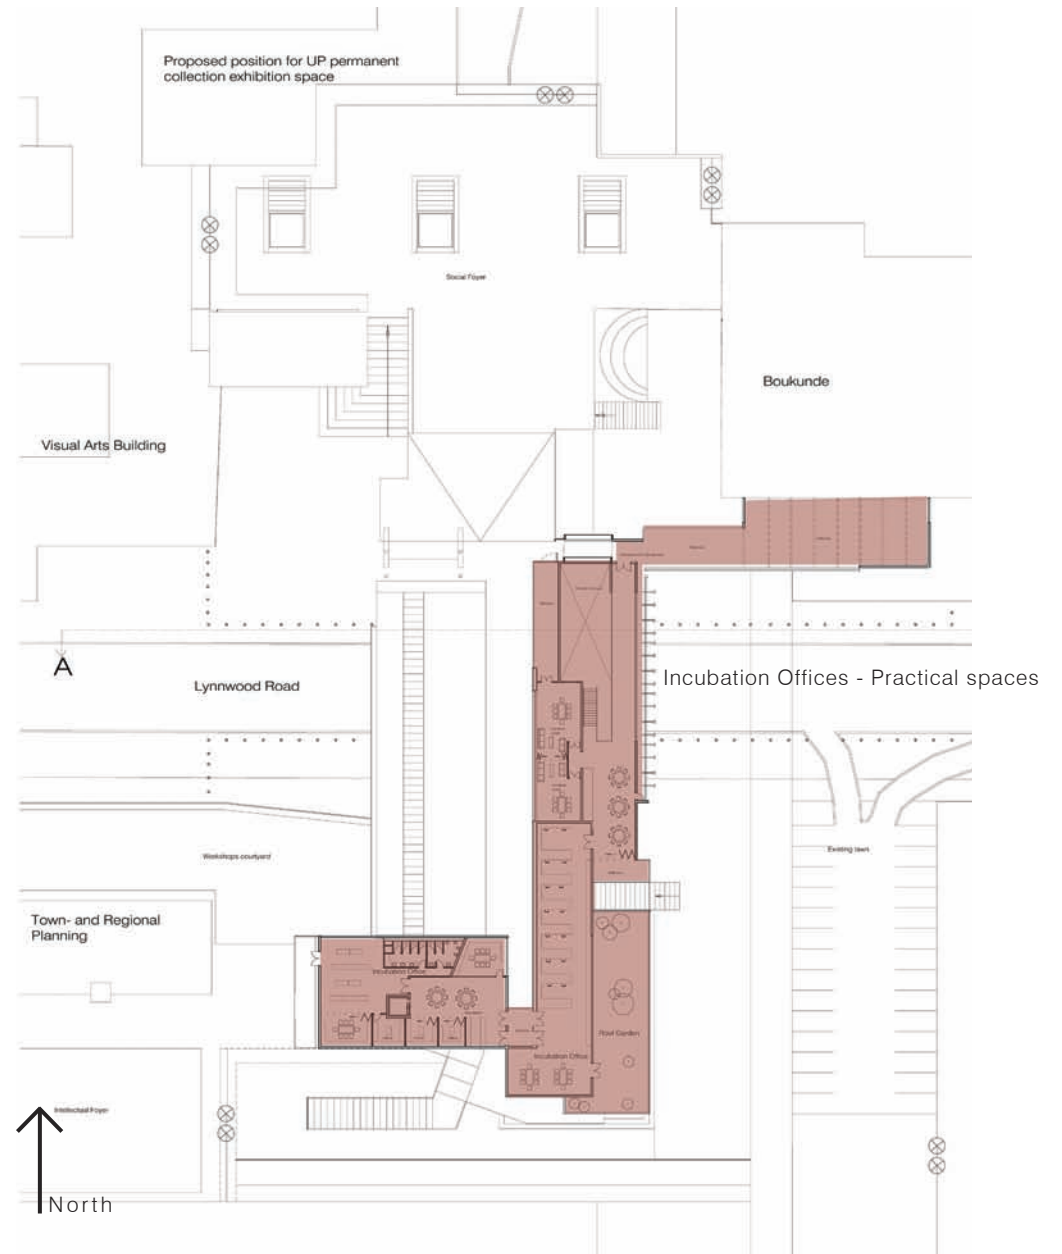 Proposed position for UP permanent
collection exhibition space
Social Foyer
Boukunde
Visual Arts Building
A
Lynnwood Road
Incubation Offices - Practical spaces
Workshops courtyard
Existing lawn
Town- and Regional
Planning
Incubation Office
Roof Garden
Incubation Office
Intellectual Foyer
North